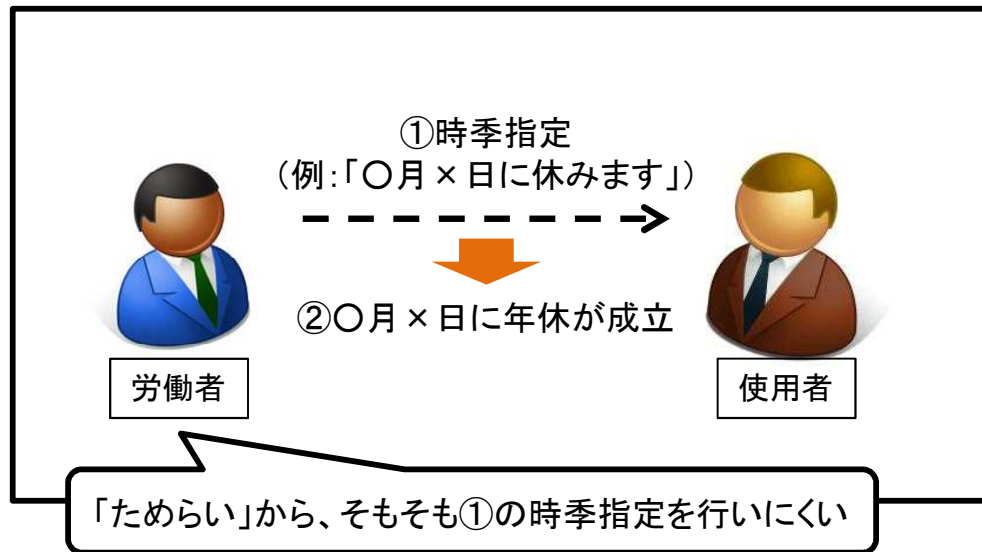 ①時季指定
(例:「○月×日に休みます」)
②○月×日に年休が成立
労働者
使用者
「ためらい」から、そもそも①の時季指定を行いにくい